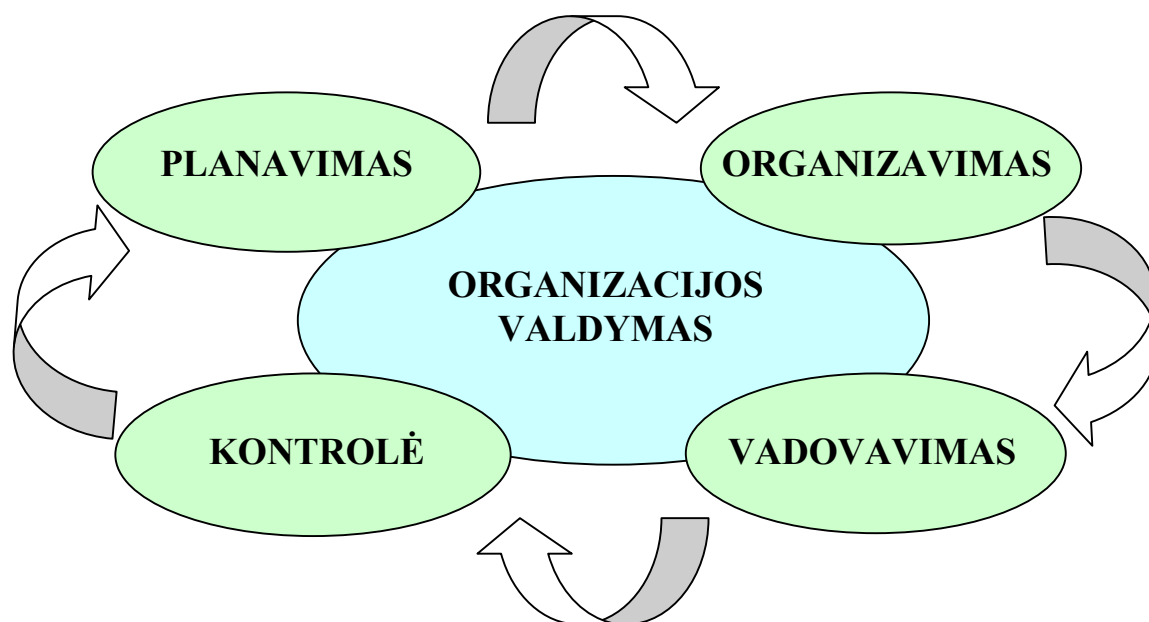 PLANAVIMAS
ORGANIZAVIMAS
ORGANIZACIJOS
VALDYMAS
KONTROLĖ
VADOVAVIMAS